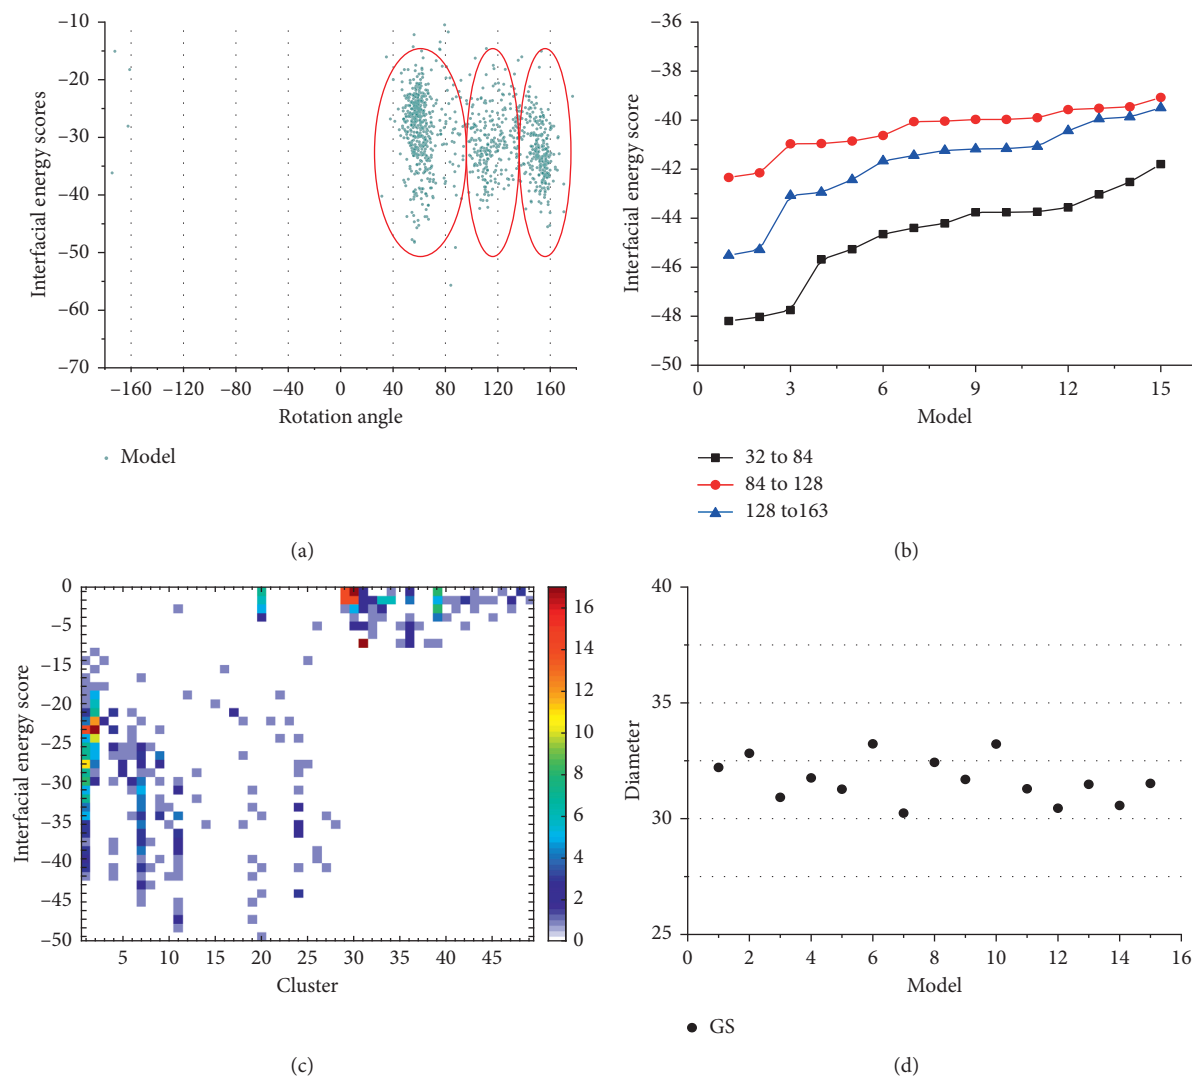 Interfacial energy scores
−10
−20
−30
−40
−50
−60
−70
−160 −120 −80 −40 0 40 80 120 160
Rotation angle
Model
(a)
Interfacial energy score
−36
−38
−40
−42
−44
−46
−48
−50
0 3 6 9 12 15
Model
32 to 84
84 to 128
128 to163
(b)
Interfacial energy score
0
−5
−15
−20
−25
−30
−35
−40
−45
−50
5 10 15 20 25 30 35 40 45
Cluster
16
14
12
10
8
6
4
2
0
(c)
Diameter
40
35
30
25
0 2 4 6 8 10 12 14 16
Model
GS
(d)